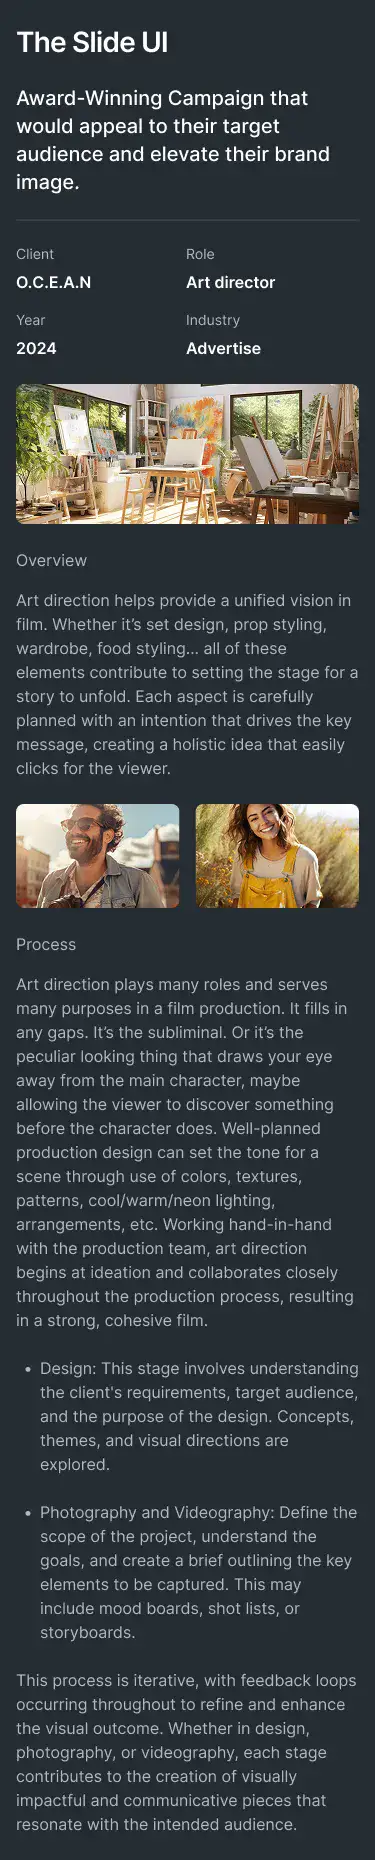 The Slide UI
Award-Winning Campaign that
would appeal to their target
audience and elevate their brand
image.
Client
Role
O.C.E.A.N
Art director
Year
Industry
2024
Advertise
Overview
Art direction helps provide a unified vision in
film. Whether it’s set design, prop styling,
wardrobe, food styling... all of these
elements contribute to setting the stage for a
story to unfold. Each aspect is carefully
planned with an intention that drives the key
message, creating a holistic idea that easily
clicks for the viewer.
Process
Art direction plays many roles and serves
many purposes in a film production. It fills in
any gaps. It’s the subliminal. Or it’s the
peculiar looking thing that draws your eye
away from the main character, maybe
allowing the viewer to discover something
before the character does. Well-planned
production design can set the tone for a
scene through use of colors, textures,
patterns, cool/warm/neon lighting,
arrangements, etc. Working hand-in-hand
with the production team, art direction
begins at ideation and collaborates closely
throughout the production process, resulting
in a strong, cohesive film.
• Design: This stage involves understanding
the client's requirements, target audience,
and the purpose of the design. Concepts,
themes, and visual directions are
explored.
• Photography and Videography: Define the
scope of the project, understand the
goals, and create a brief outlining the key
elements to be captured. This may
include mood boards, shot lists, or
storyboards.
This process is iterative, with feedback loops
occurring throughout to refine and enhance
the visual outcome. Whether in design,
photography, or videography, each stage
contributes to the creation of visually
impactful and communicative pieces that
resonate with the intended audience.